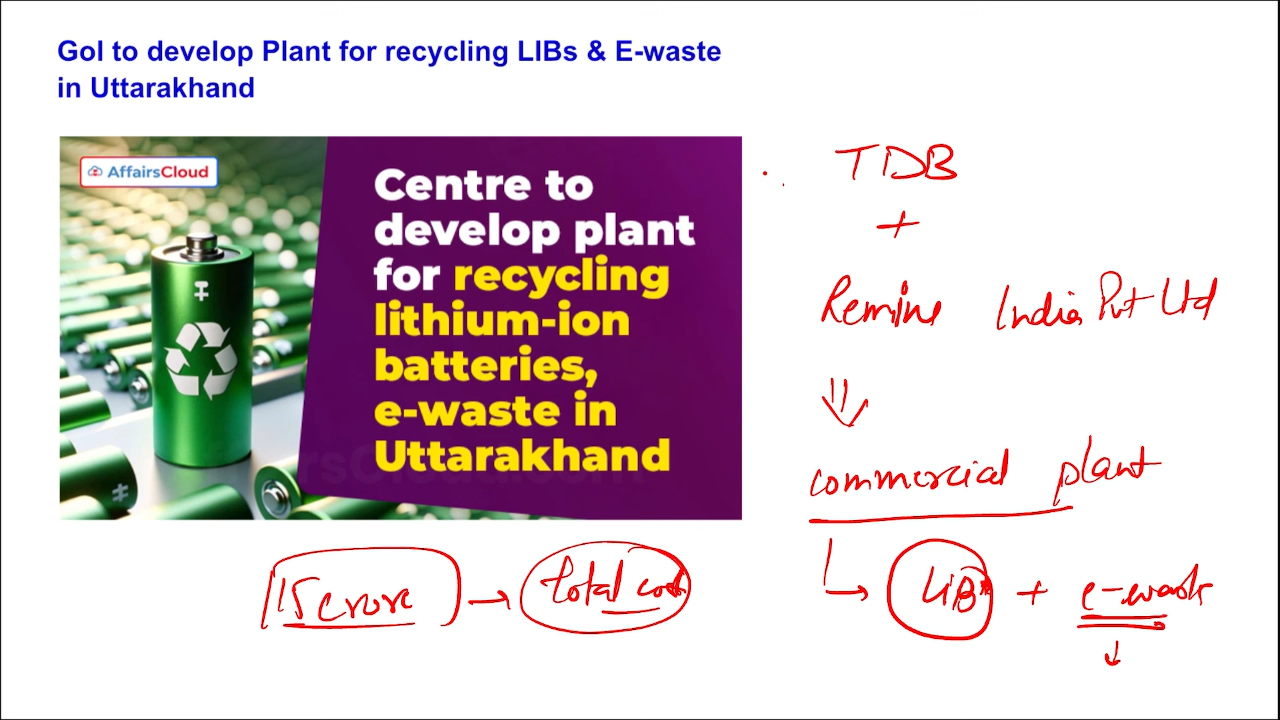 GoI to develop Plant for recycling LIBs & E-waste
in Uttarakhand
AffairsCloud
Centre to
develop plant
for recycling
lithium-ion
batteries,
e-waste in
Uttarakhand
TDB
+
Remine India Pvt Ltd
commercial plant
LIB + e-waste
15 crore → total cost